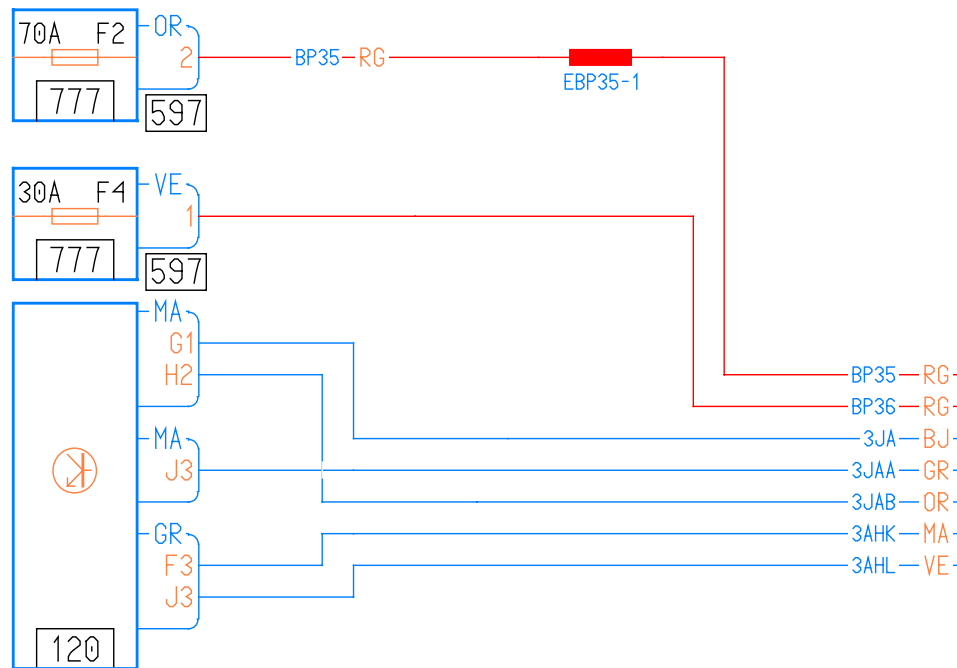 70A F2 OR
2 BP35 RG
EBP35-1
777 597
30A F4 VE
1
777 597
MA
G1
H2
BP35 RG
BP36 RG
MA
3JA BJ
J3 3JAA GR
3JAB OR
GR 3AHK MA
F3 3AHL VE
J3
120